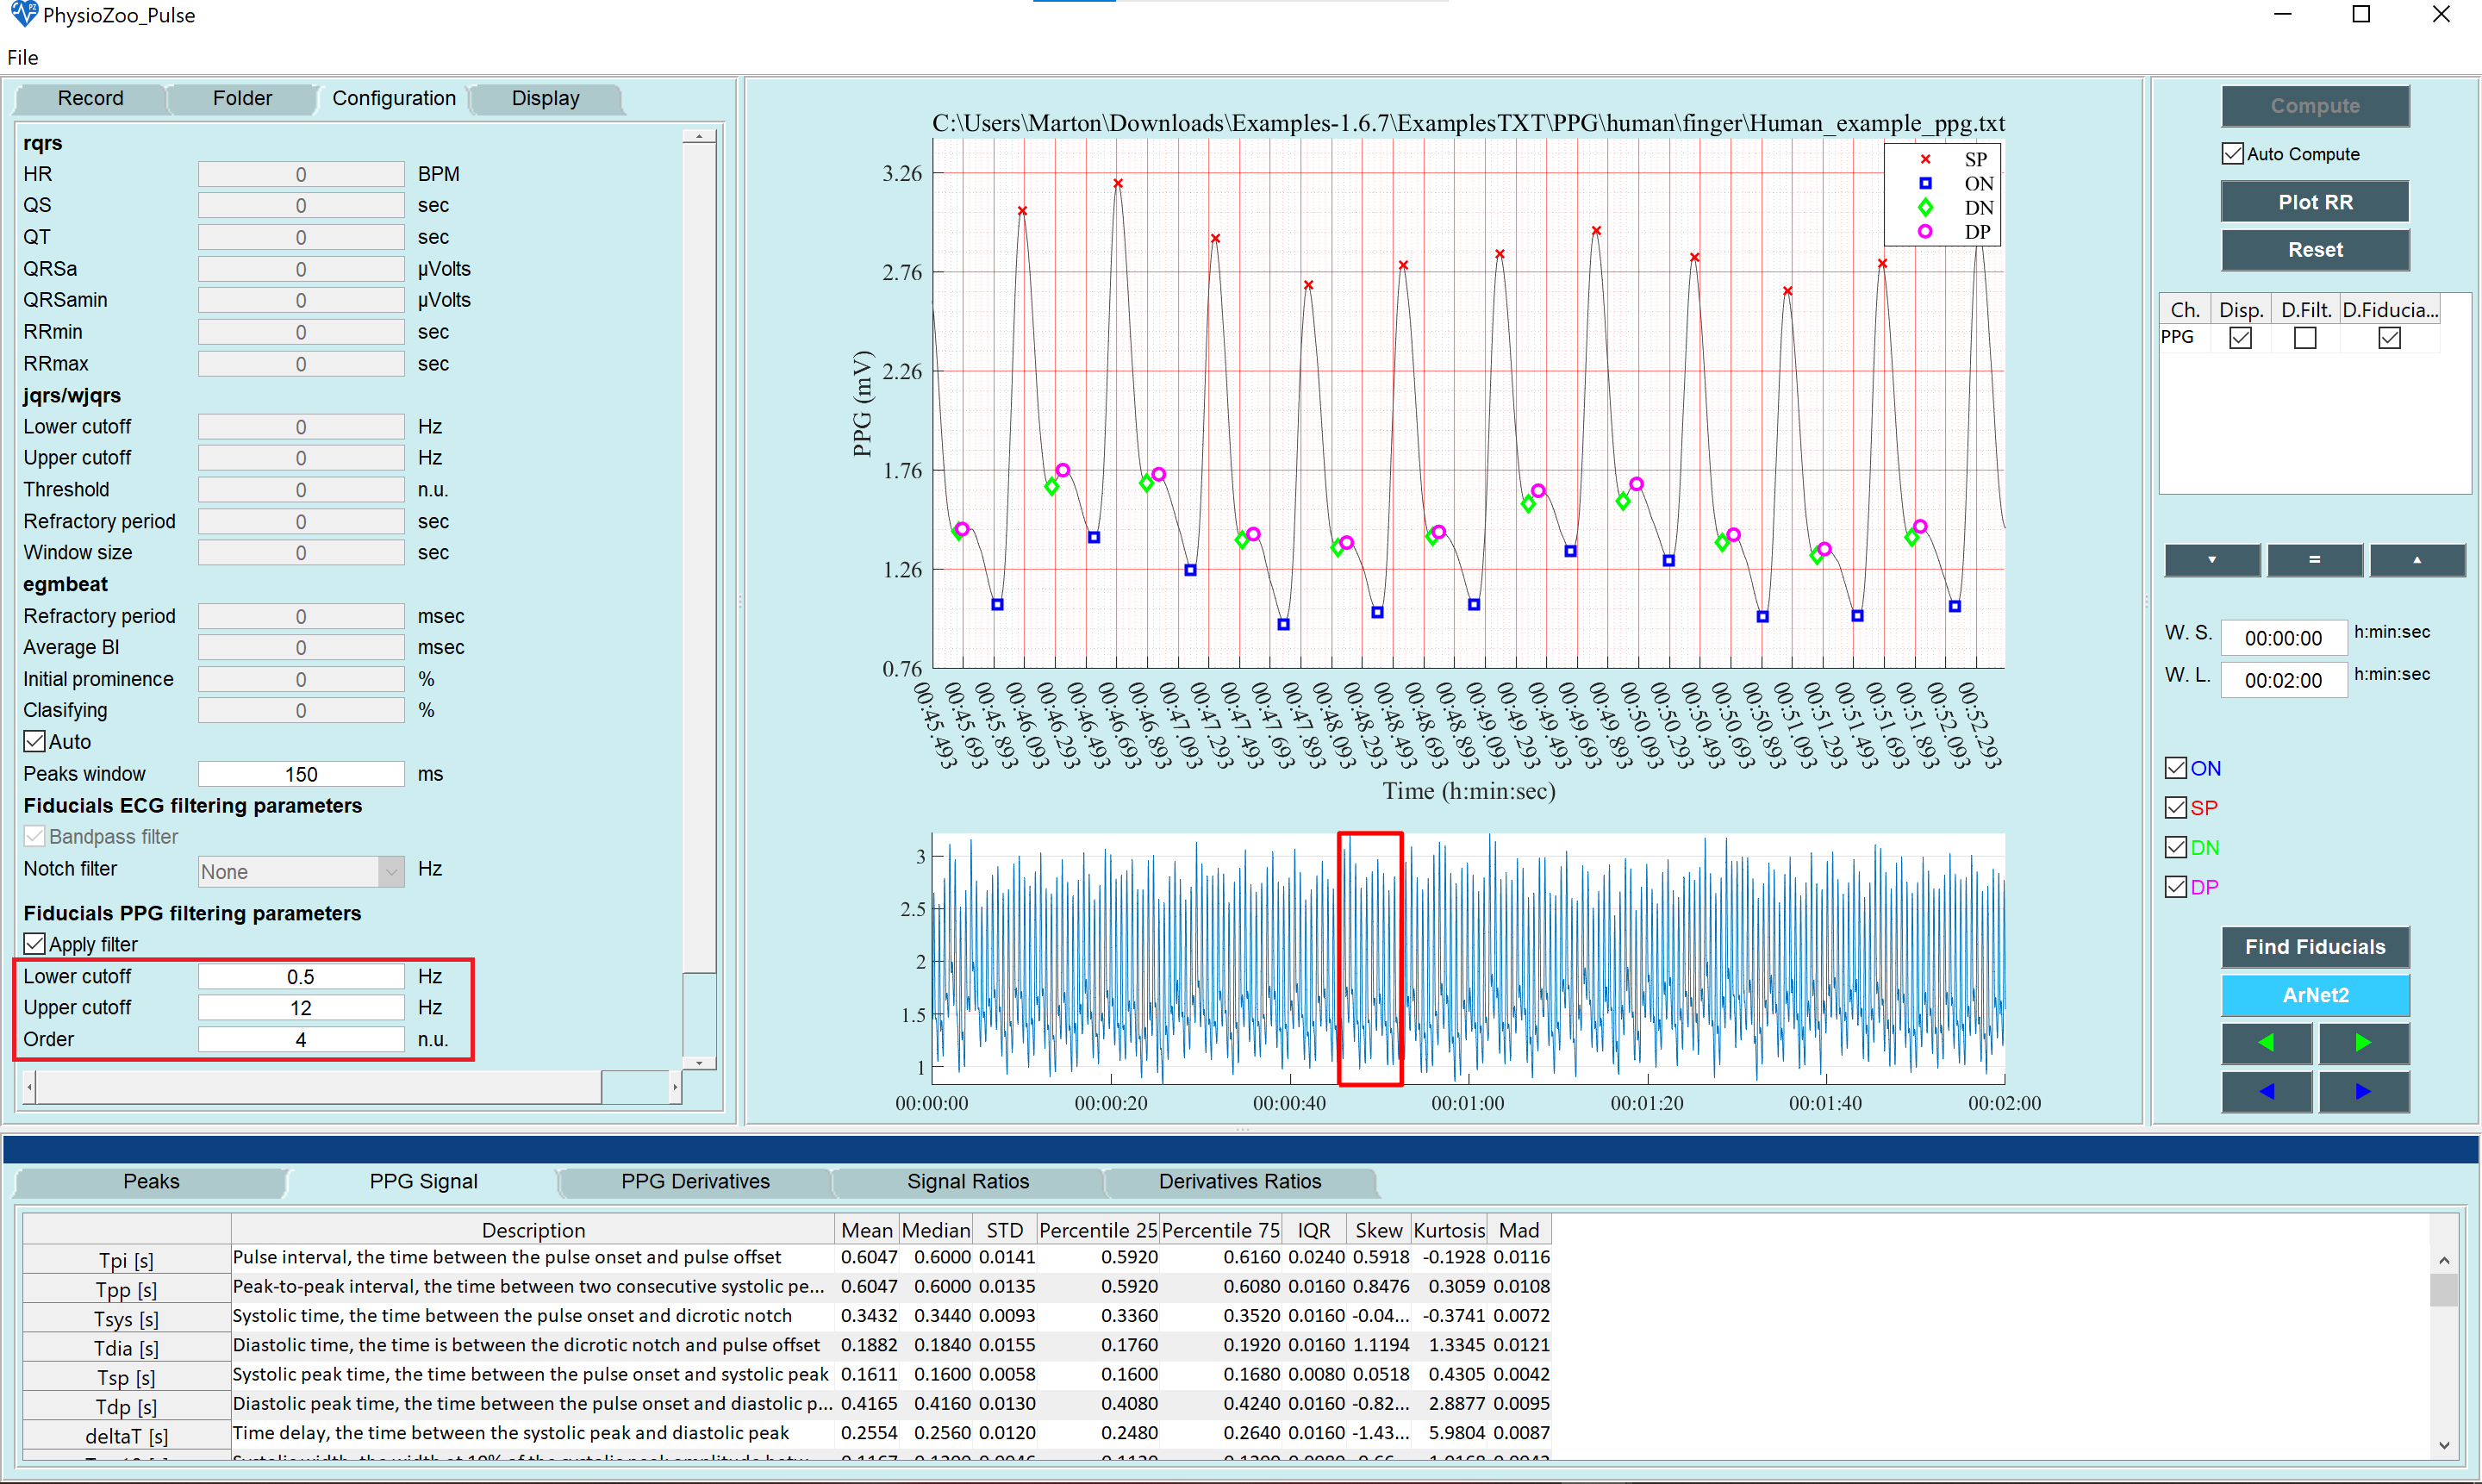 PhysioZoo_Pulse
File
Record Folder Configuration Display
rqrs
HR 0 BPM
QS 0 sec
QT 0 sec
QRSa 0 µVolts
QRSamin 0 µVolts
RRmin 0 sec
RRmax 0 sec
jqrs/wjqrs
Lower cutoff 0 Hz
Upper cutoff 0 Hz
Threshold 0 n.u.
Refractory period 0 sec
Window size 0 sec
egmbeat
Refractory period 0 msec
Average BI 0 msec
Initial prominence 0 %
Clasifying 0 %
Auto
Peaks window 150 ms
Fiducials ECG filtering parameters
Bandpass filter
Notch filter None Hz
Fiducials PPG filtering parameters
Apply filter
Lower cutoff 0.5 Hz
Upper cutoff 12 Hz
Order 4 n.u.
C:\Users\Marton\Downloads\Examples-1.6.7\ExamplesTXT\PPG\human\finger\Human_example_ppg.txt
SP
ON
DN
DP
PPG (mV)
3.26
2.76
2.26
1.76
1.26
0.76
00:45.493 00:45.693 00:45.893 00:46.093 00:46.293 00:46.493 00:46.693 00:46.893 00:47.093 00:47.293 00:47.493 00:47.693 00:47.893 00:48.093 00:48.293 00:48.493 00:48.693 00:48.893 00:49.093 00:49.293 00:49.493 00:49.693 00:49.893 00:50.093 00:50.293 00:50.493 00:50.693 00:50.893 00:51.093 00:51.293 00:51.493 00:51.693 00:51.893 00:52.093 00:52.293
Time (h:min:sec)
3
2.5
2
1.5
1
00:00:00 00:00:20 00:00:40 00:01:00 00:01:20 00:01:40 00:02:00
Compute
Auto Compute
Plot RR
Reset
Ch. Disp. D.Filt. D.Fiducia...
PPG
=
W. S. 00:00:00 h:min:sec
W. L. 00:02:00 h:min:sec
ON
SP
DN
DP
Find Fiducials
ArNet2
Peaks PPG Signal PPG Derivatives Signal Ratios Derivatives Ratios
Description Mean Median STD Percentile 25 Percentile 75 IQR Skew Kurtosis Mad
Tpi [s] Pulse interval, the time between the pulse onset and pulse offset 0.6047 0.6000 0.0141 0.5920 0.6160 0.0240 0.5918 -0.1928 0.0116
Tpp [s] Peak-to-peak interval, the time between two consecutive systolic pe... 0.6047 0.6000 0.0135 0.5920 0.6080 0.0160 0.8476 0.3059 0.0108
Tsys [s] Systolic time, the time between the pulse onset and dicrotic notch 0.3432 0.3440 0.0093 0.3360 0.3520 0.0160 -0.04... -0.3741 0.0072
Tdia [s] Diastolic time, the time is between the dicrotic notch and pulse offset 0.1882 0.1840 0.0155 0.1760 0.1920 0.0160 1.1194 1.3345 0.0121
Tsp [s] Systolic peak time, the time between the pulse onset and systolic peak 0.1611 0.1600 0.0058 0.1600 0.1680 0.0080 0.0518 0.4305 0.0042
Tdp [s] Diastolic peak time, the time between the pulse onset and diastolic p... 0.4165 0.4160 0.0130 0.4080 0.4240 0.0160 -0.82... 2.8877 0.0095
deltaT [s] Time delay, the time between the systolic peak and diastolic peak 0.2554 0.2560 0.0120 0.2480 0.2640 0.0160 -1.43... 5.9804 0.0087